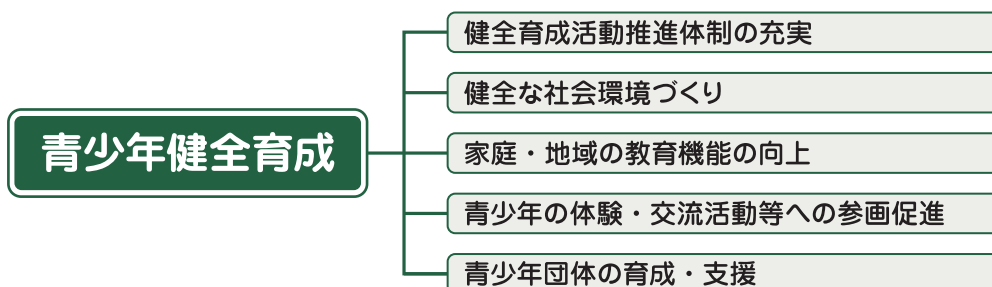 青少年健全育成
健全育成活動推進体制の充実
健全な社会環境づくり
家庭・地域の教育機能の向上
青少年の体験・交流活動等への参画促進
青少年団体の育成・支援